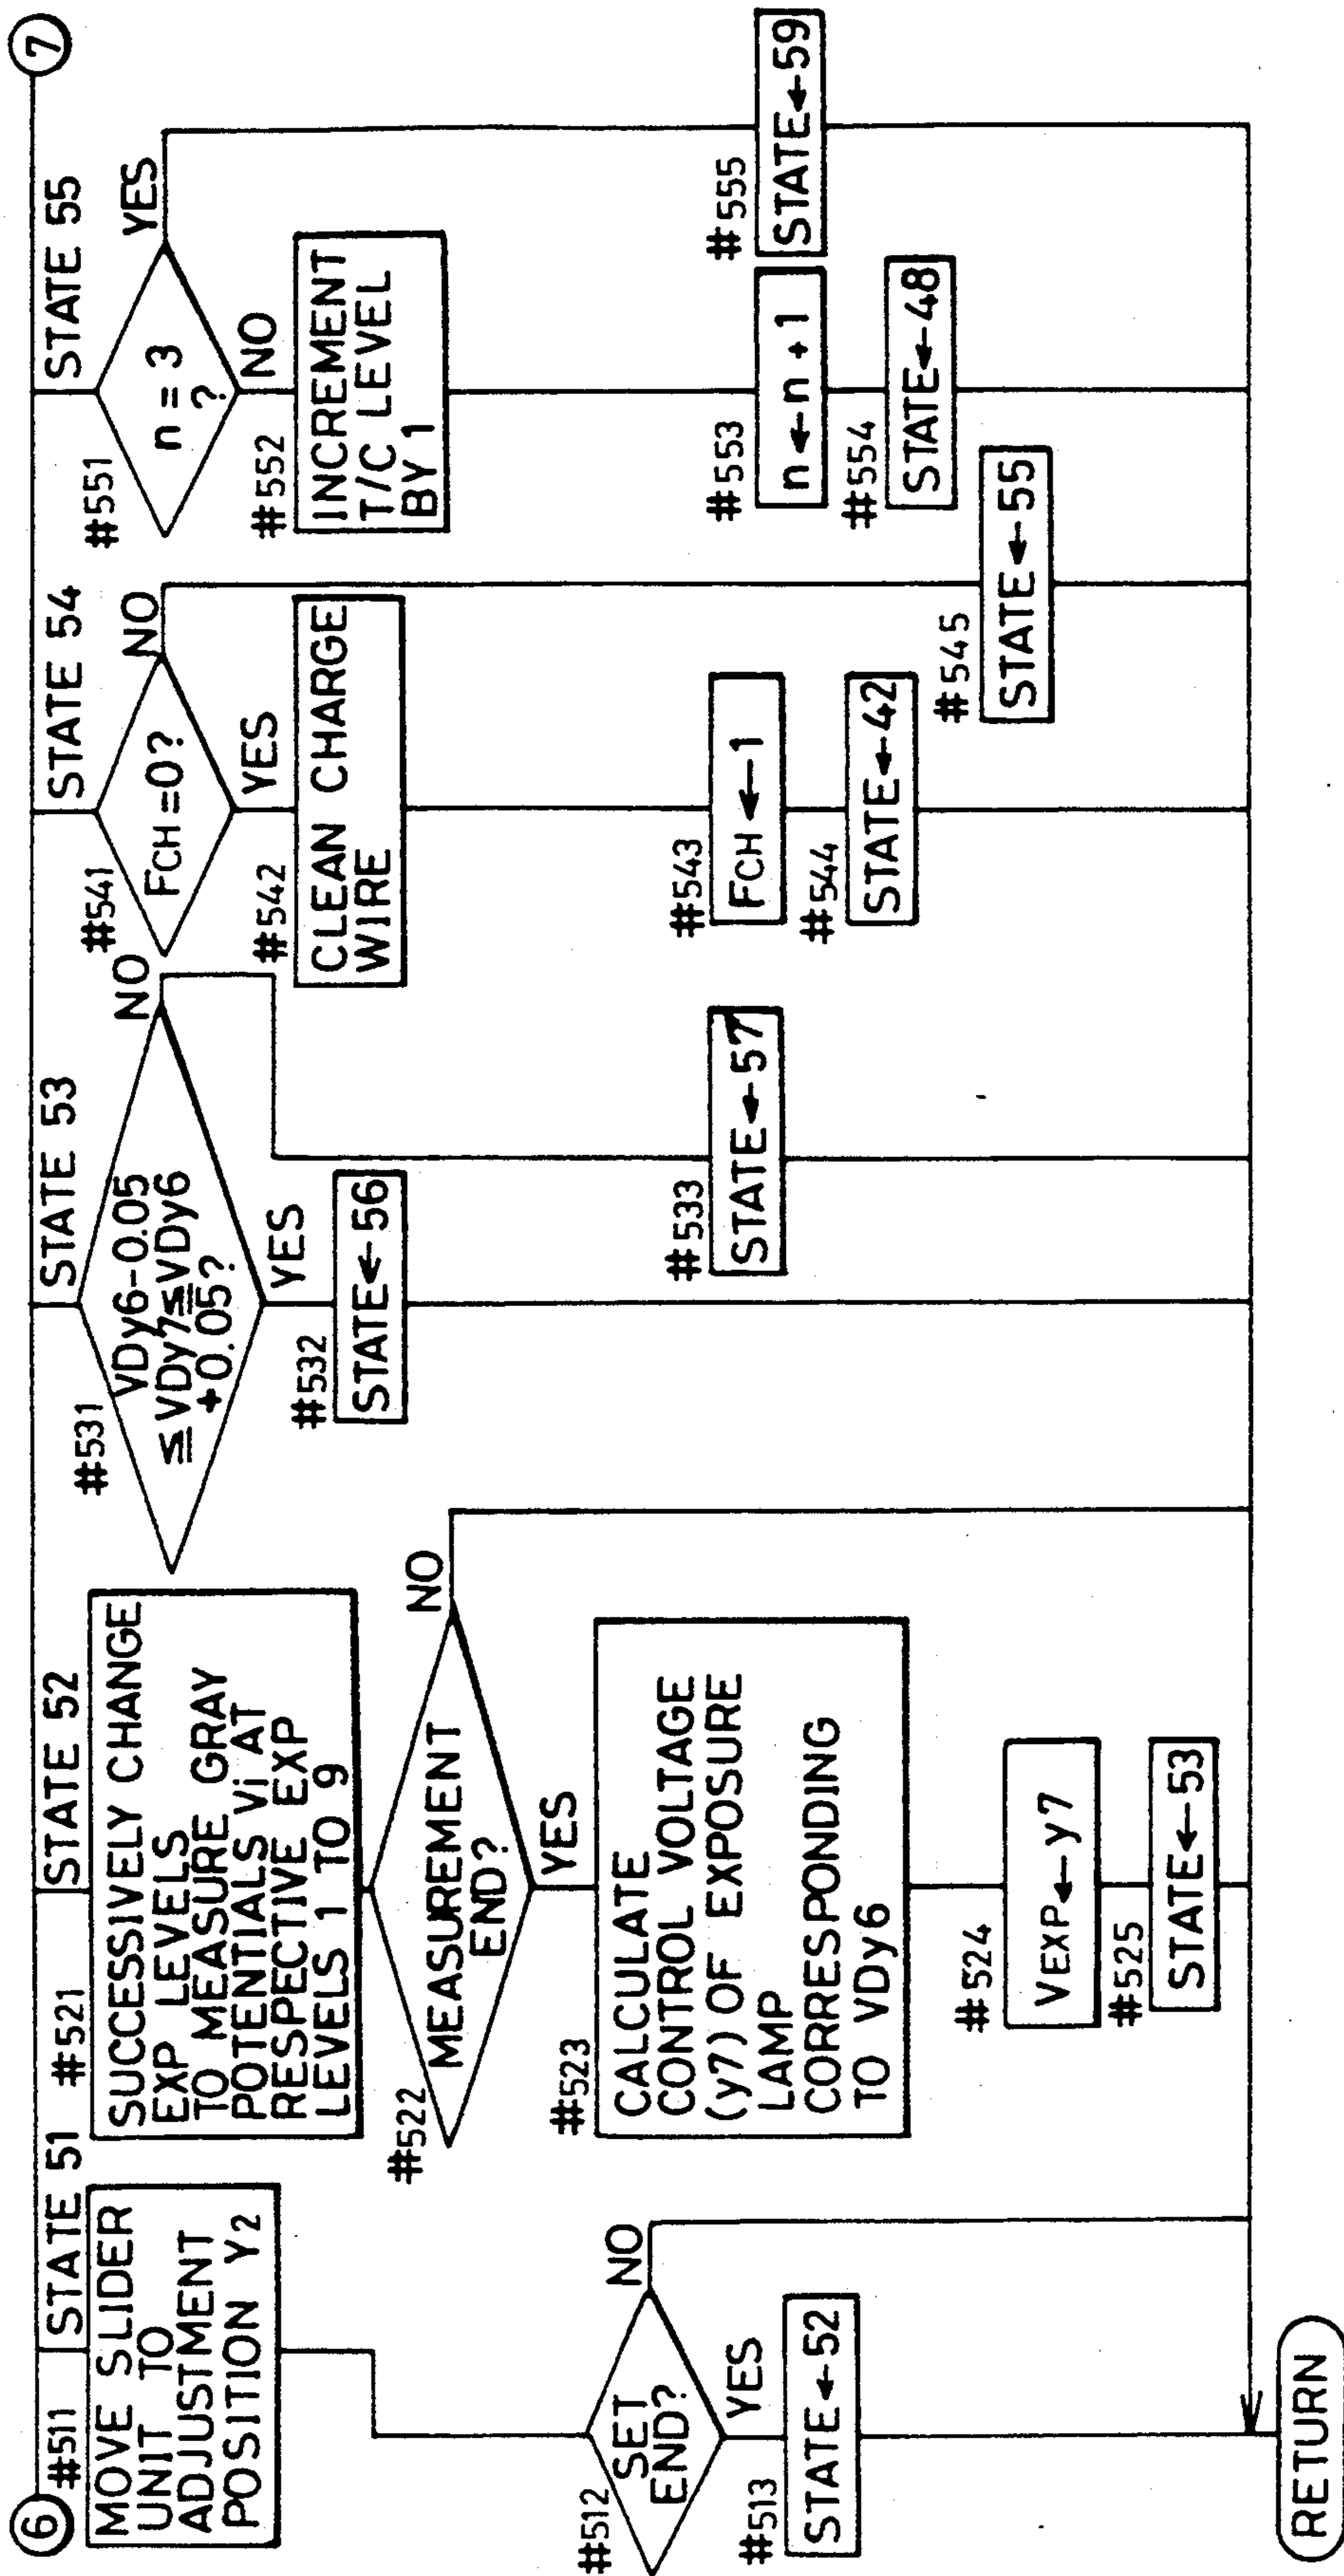 6
STATE 51
#511
MOVE SLIDER
UNIT TO
ADJUSTMENT
POSITION Y2
#512
SET
END?
NO
YES
#513
STATE←52
RETURN
STATE 52
#521
SUCCESSIVELY CHANGE
EXP LEVELS
TO MEASURE GRAY
POTENTIALS Vi AT
RESPECTIVE EXP
LEVELS 1 TO 9
#522
MEASUREMENT
END?
NO
YES
#523
CALCULATE
CONTROL VOLTAGE
(y7) OF EXPOSURE
LAMP
CORRESPONDING
TO VDy6
#524
VEXP←y7
#525
STATE←53
STATE 53
#531
VDy6-0.05
≦VDy7≦VDy6
+0.05?
NO
YES
#532
STATE←56
#533
STATE←57
STATE 54
#541
FCH=0?
NO
YES
#542
CLEAN CHARGE
WIRE
#543
FCH←1
#544
STATE←42
#545
STATE←55
STATE 55
#551
n=3
?
YES
NO
#552
INCREMENT
T/C LEVEL
BY 1
#553
n←n+1
#554
STATE←48
#555
STATE←59
7